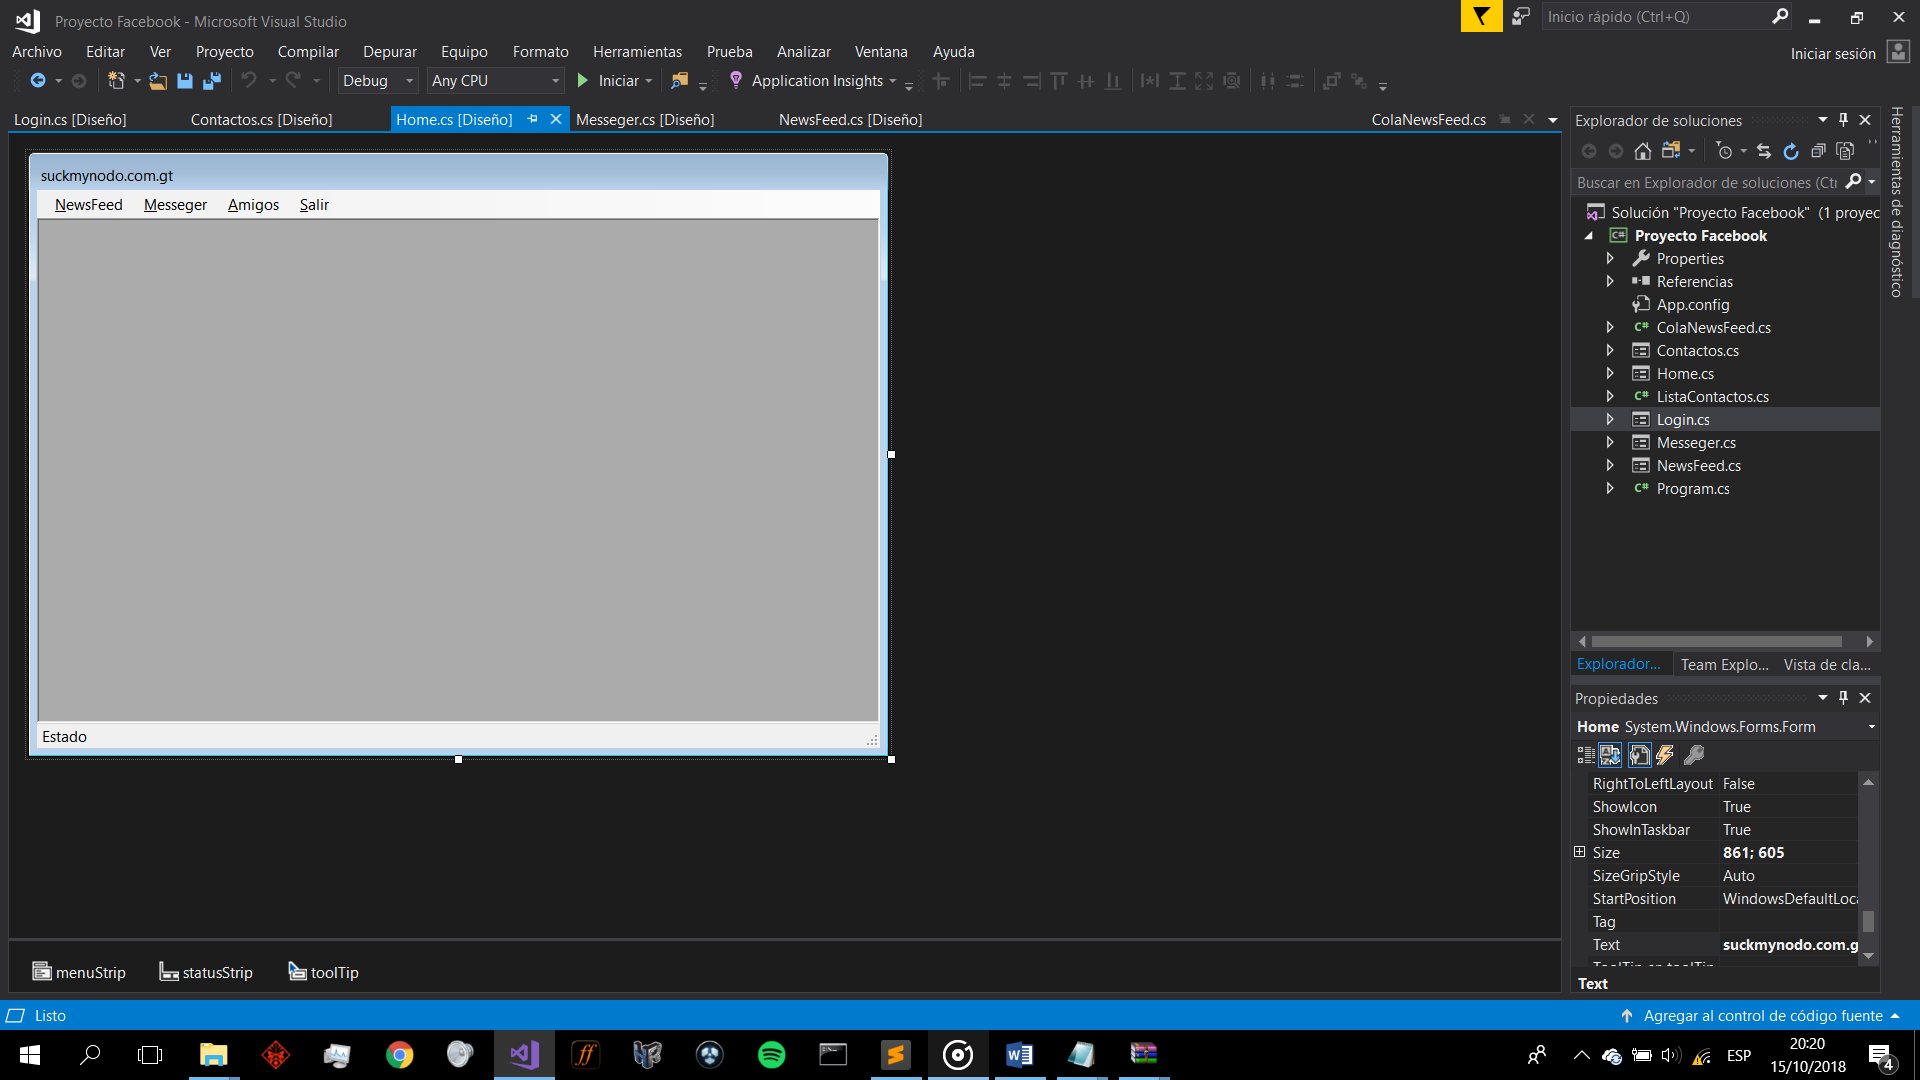 Proyecto Facebook - Microsoft Visual Studio
Inicio rápido (Ctrl+Q)
Archivo Editar Ver Proyecto Compilar Depurar Equipo Formato Herramientas Prueba Analizar Ventana Ayuda
Iniciar sesión
Debug Any CPU Iniciar Application Insights
Login.cs [Diseño] Contactos.cs [Diseño] Home.cs [Diseño] Messeger.cs [Diseño] NewsFeed.cs [Diseño] ColaNewsFeed.cs
suckmynodo.com.gt
NewsFeed Messeger Amigos Salir
Estado
menuStrip statusStrip toolTip
Explorador de soluciones
Buscar en Explorador de soluciones (Ctr
Solución "Proyecto Facebook" (1 proyec
Proyecto Facebook
Properties
Referencias
App.config
ColaNewsFeed.cs
Contactos.cs
Home.cs
ListaContactos.cs
Login.cs
Messeger.cs
NewsFeed.cs
Program.cs
Explorador... Team Explo... Vista de cla...
Propiedades
Home System.Windows.Forms.Form
RightToLeftLayout False
ShowIcon True
ShowInTaskbar True
Size 861; 605
SizeGripStyle Auto
StartPosition WindowsDefaultLoca
Tag
Text suckmynodo.com.g
Text
Herramientas de diagnóstico
Listo
Agregar al control de código fuente
ESP
20:20
15/10/2018
4